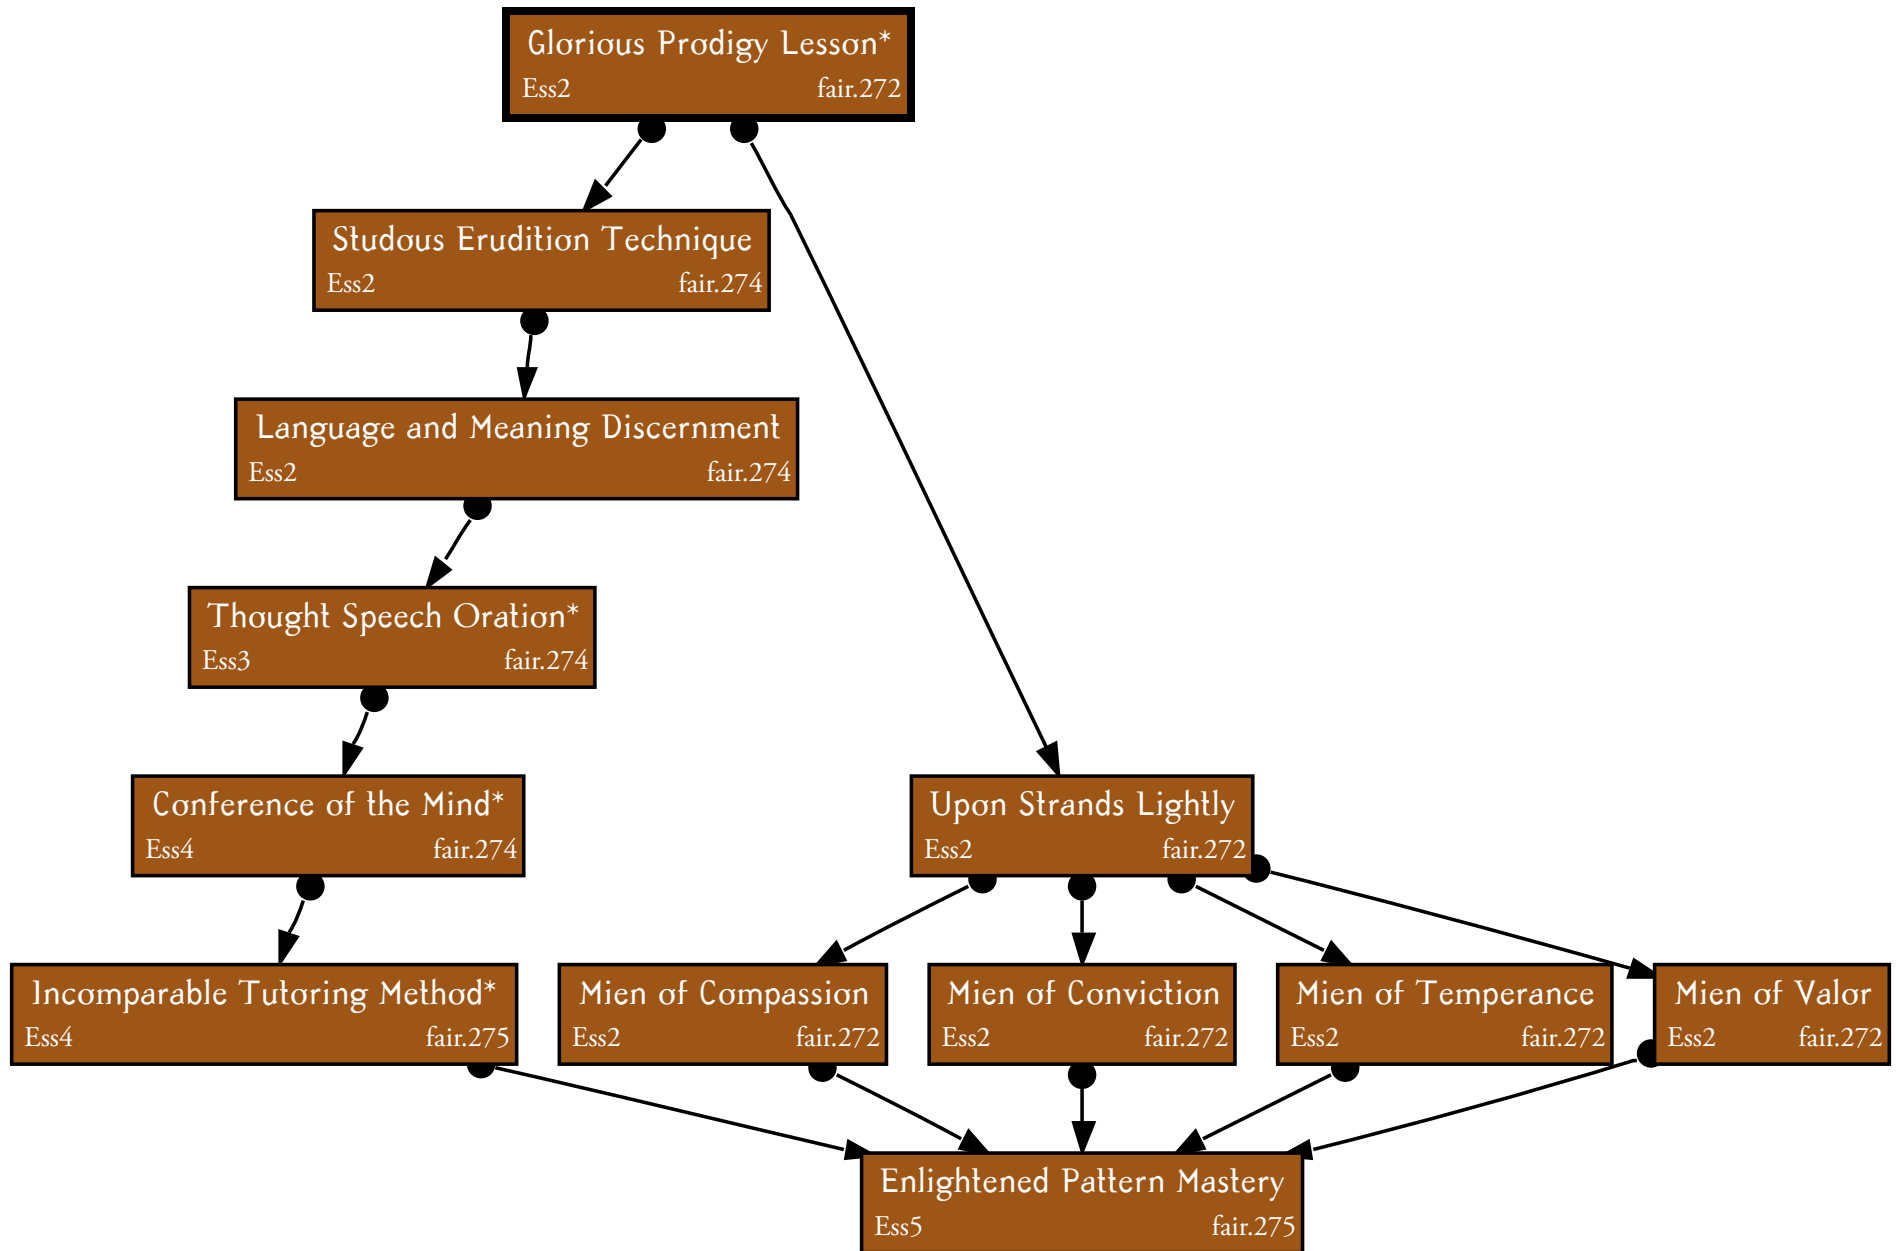 Glorious Prodigy Lesson*
Ess2 fair.272
Studous Erudition Technique
Ess2 fair.274
Language and Meaning Discernment
Ess2 fair.274
Thought Speech Oration*
Ess3 fair.274
Conference of the Mind*
Ess4 fair.274
Upon Strands Lightly
Ess2 fair.272
Incomparable Tutoring Method*
Ess4 fair.275
Mien of Compassion
Ess2 fair.272
Mien of Conviction
Ess2 fair.272
Mien of Temperance
Ess2 fair.272
Mien of Valor
Ess2 fair.272
Enlightened Pattern Mastery
Ess5 fair.275